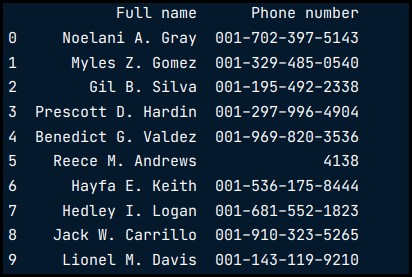 Full name Phone number
0 Noelani A. Gray 001-702-397-5143
1 Myles Z. Gomez 001-329-485-0540
2 Gil B. Silva 001-195-492-2338
3 Prescott D. Hardin 001-297-996-4904
4 Benedict G. Valdez 001-969-820-3536
5 Reece M. Andrews 4138
6 Hayfa E. Keith 001-536-175-8444
7 Hedley I. Logan 001-681-552-1823
8 Jack W. Carrillo 001-910-323-5265
9 Lionel M. Davis 001-143-119-9210